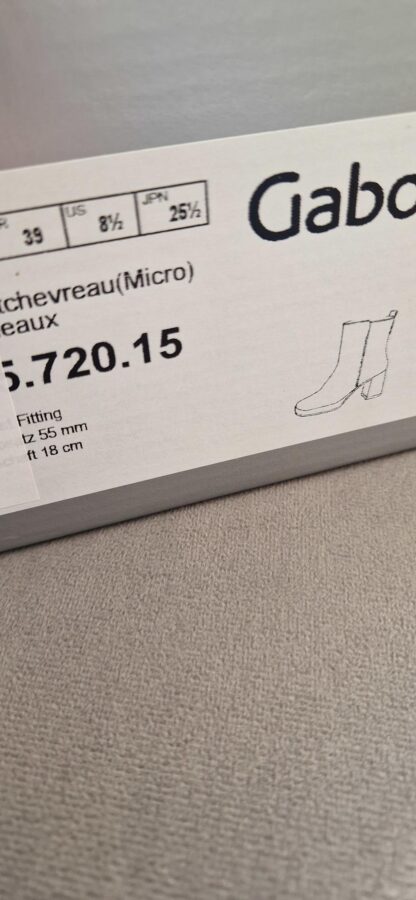 Gabo
R 39 US 8½ JPN 25½
tchevreau(Micro)
eaux
5.720.15
Fitting
tz 55 mm
ft 18 cm